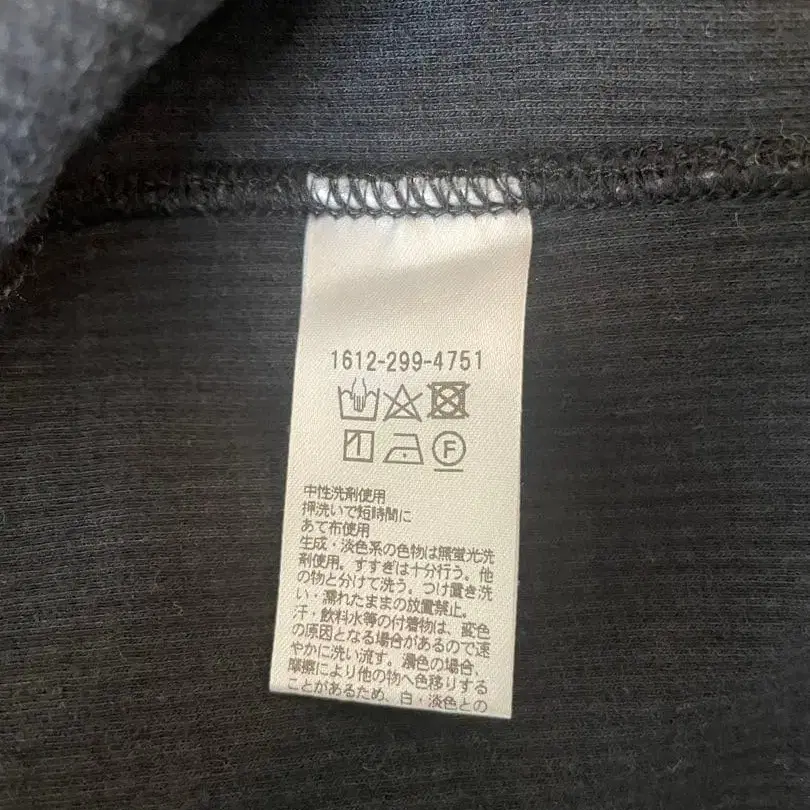 1612-299-4751
F
中性洗剤使用
押洗いで短時間に
あて布使用
生成・淡色系の色物は無蛍光洗
剤使用。すすぎは十分行う。他
の物と分けて洗う。つけ置き洗
い・濡れたままの放置禁止。
汗・飲料水等の付着物は、変色
の原因となる場合があるので速
やかに洗い流す。濃色の場合、
摩擦により他の物へ色移りする
ことがあるため、白・淡色との